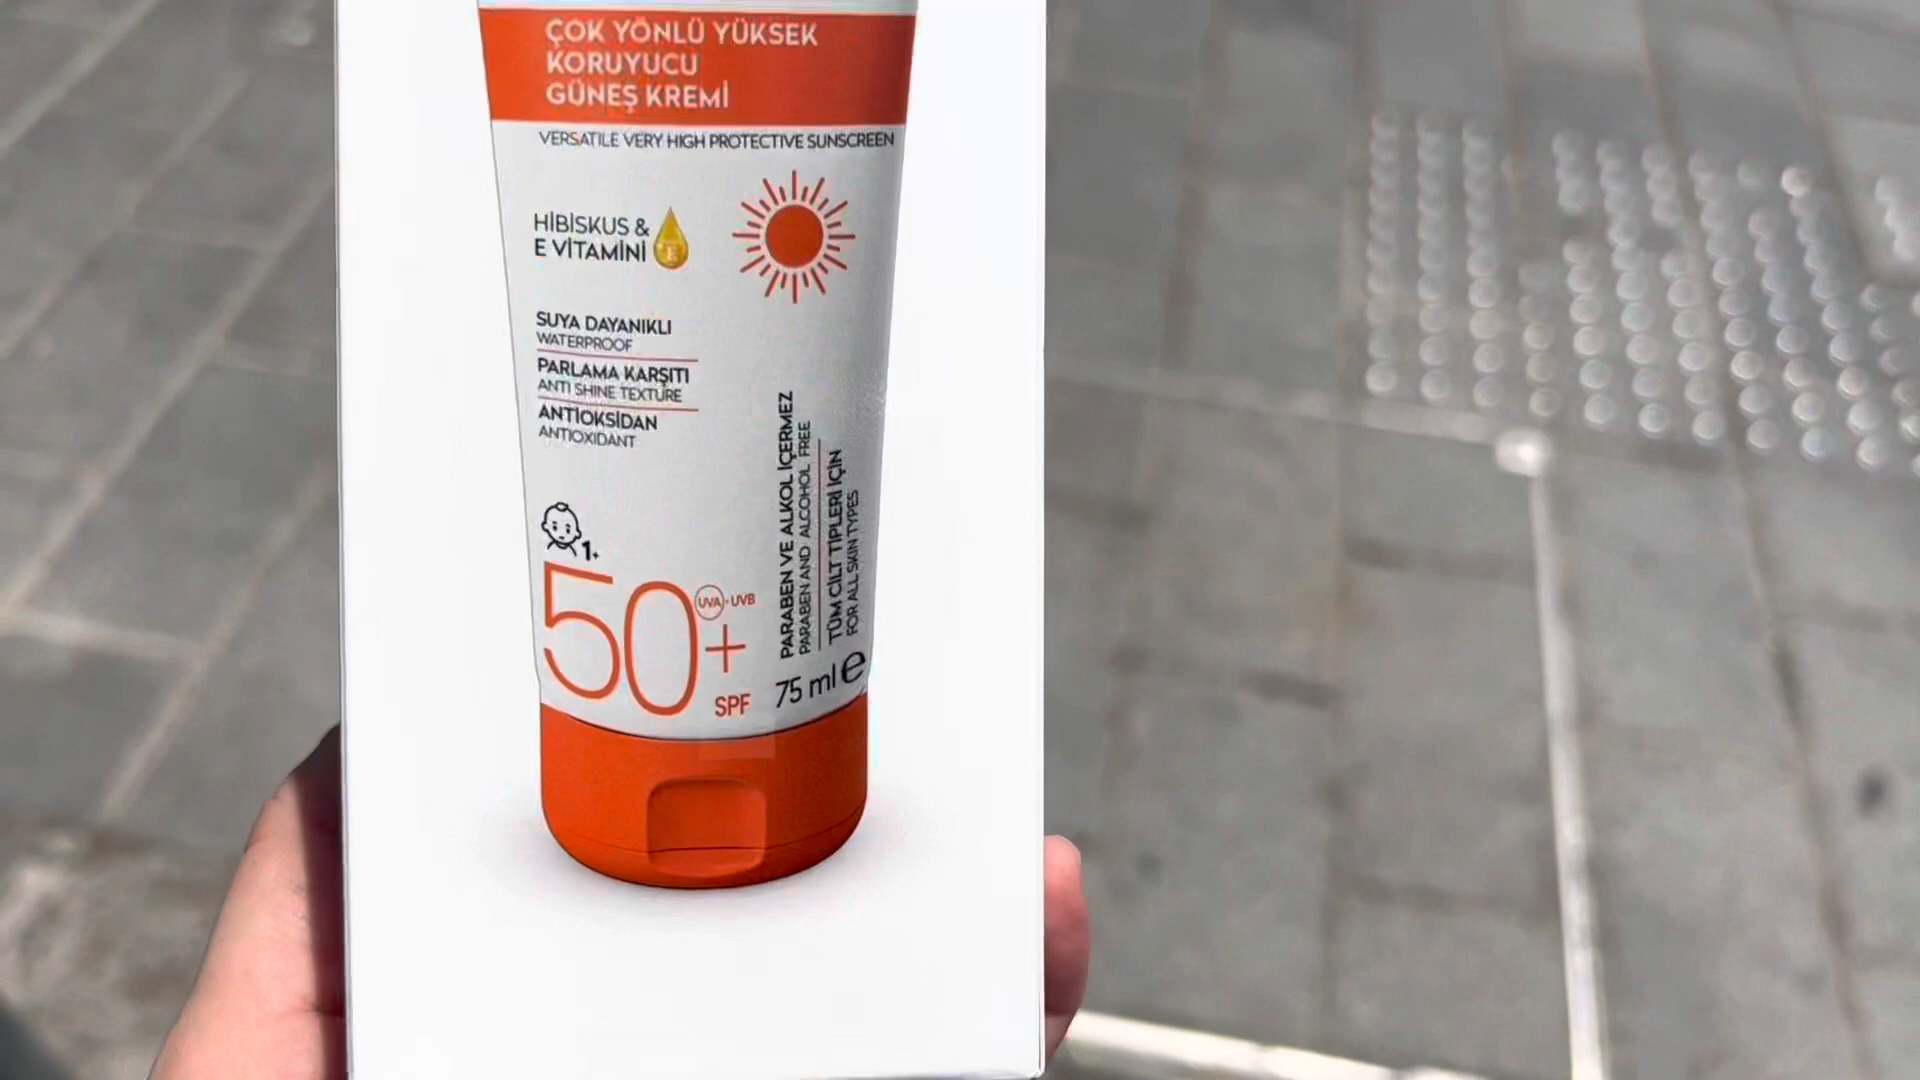 ÇOK YÖNLÜ YÜKSEK
KORUYUCU
GÜNEŞ KREMİ
VERSATILE VERY HIGH PROTECTIVE SUNSCREEN
HİBİSKUS &
E VİTAMİNİ
E
SUYA DAYANIKLI
WATERPROOF
PARLAMA KARŞITI
ANTI SHINE TEXTURE
ANTİOKSİDAN
ANTIOXIDANT
1+
50+
UVA+UVB
SPF
PARABEN VE ALKOL İÇERMEZ
PARABEN AND ALCOHOL FREE
TÜM CİLT TİPLERİ İÇİN
FOR ALL SKIN TYPES
75 ml e